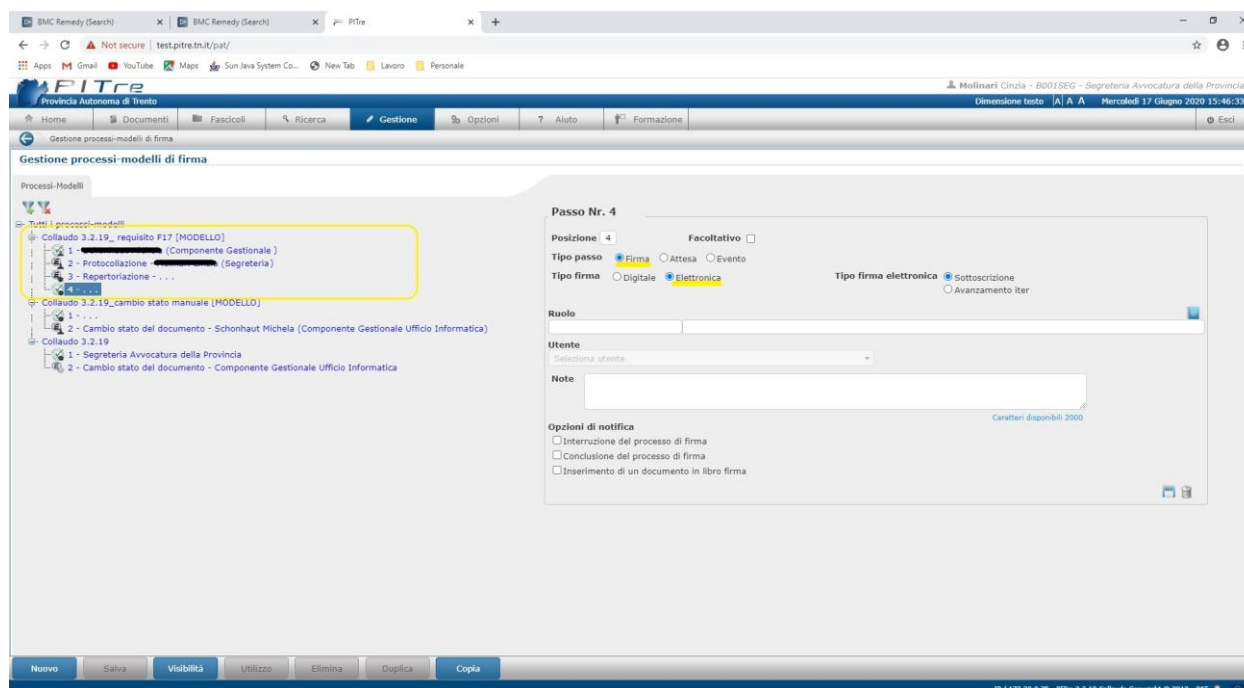 BMC Remedy (Search)
BMC Remedy (Search)
PITre
Not secure | test.pitre.tn.it/pat/
Apps
Gmail
YouTube
Maps
Sun Java System Co...
New Tab
Lavoro
Personale
PITre
Provincia Autonoma di Trento
Molinari Cinzia - B001SEG - Segreteria Avvocatura della Provincia
Dimensione testo A A A Mercoledì 17 Giugno 2020 15:46:33
Home
Documenti
Fascicoli
Ricerca
Gestione
Opzioni
? Aiuto
Formazione
Esci
Gestione processi-modelli di firma
Gestione processi-modelli di firma
Processi-Modelli
Tutti i processi-modelli
Collaudo 3.2.19_ requisito F17 [MODELLO]
1 - (Componente Gestionale )
2 - Protocollazione - (Segreteria)
3 - Repertoriazione - . . .
4 - . . .
Collaudo 3.2.19_cambio stato manuale [MODELLO]
1 - . . .
2 - Cambio stato del documento - Schonhaut Michela (Componente Gestionale Ufficio Informatica)
Collaudo 3.2.19
1 - Segreteria Avvocatura della Provincia
2 - Cambio stato del documento - Componente Gestionale Ufficio Informatica
Passo Nr. 4
Posizione 4 Facoltativo
Tipo passo Firma Attesa Evento
Tipo firma Digitale Elettronica Tipo firma elettronica Sottoscrizione
Avanzamento iter
Ruolo
Utente
Seleziona utente
Note
Caratteri disponibili 2000
Opzioni di notifica
Interruzione del processo di firma
Conclusione del processo di firma
Inserimento di un documento in libro firma
Nuovo
Salva
Visibilità
Utilizzo
Elimina
Duplica
Copia